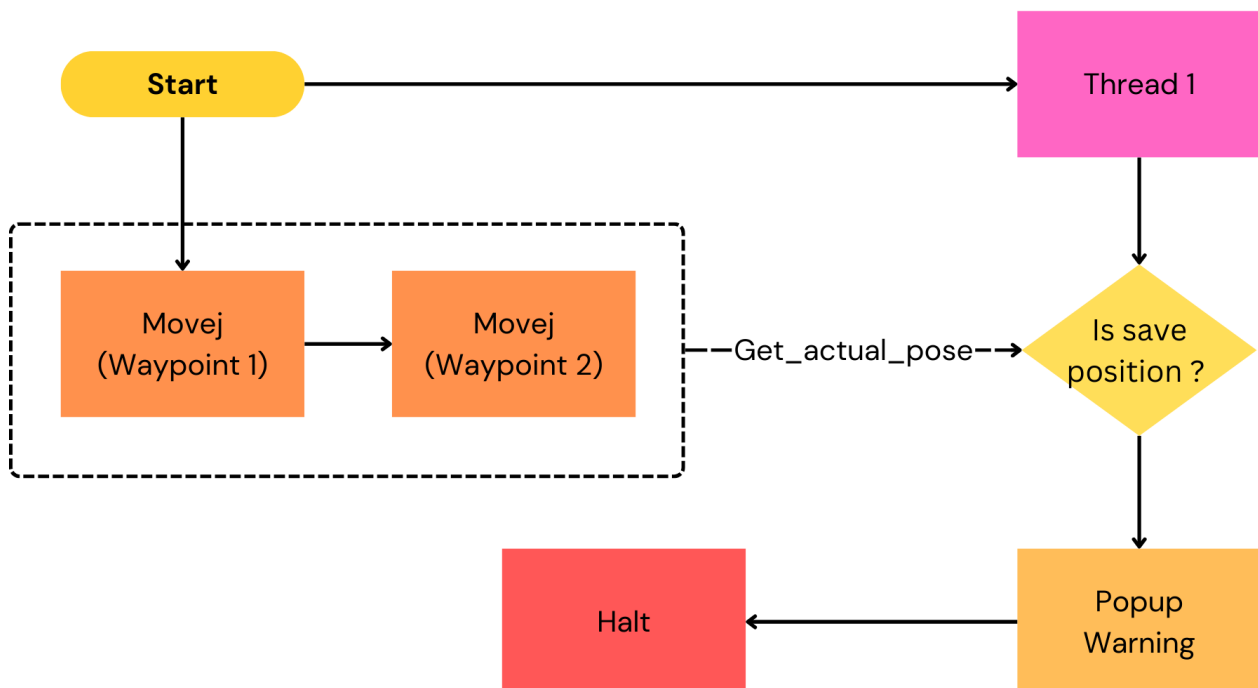 Start
Thread 1
Movej
(Waypoint 1)
Movej
(Waypoint 2)
Get_actual_pose
Is save
position ?
Halt
Popup
Warning